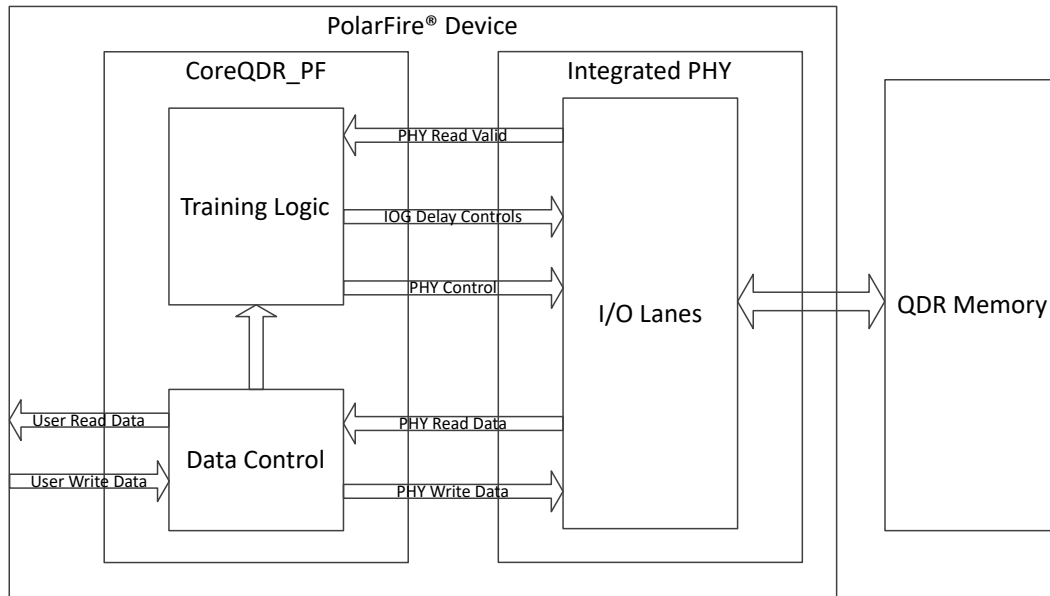 PolarFire® Device
CoreQDR_PF
Integrated PHY
PHY Read Valid
Training Logic
IOG Delay Controls
PHY Control
I/O Lanes
QDR Memory
User Read Data
PHY Read Data
Data Control
User Write Data
PHY Write Data